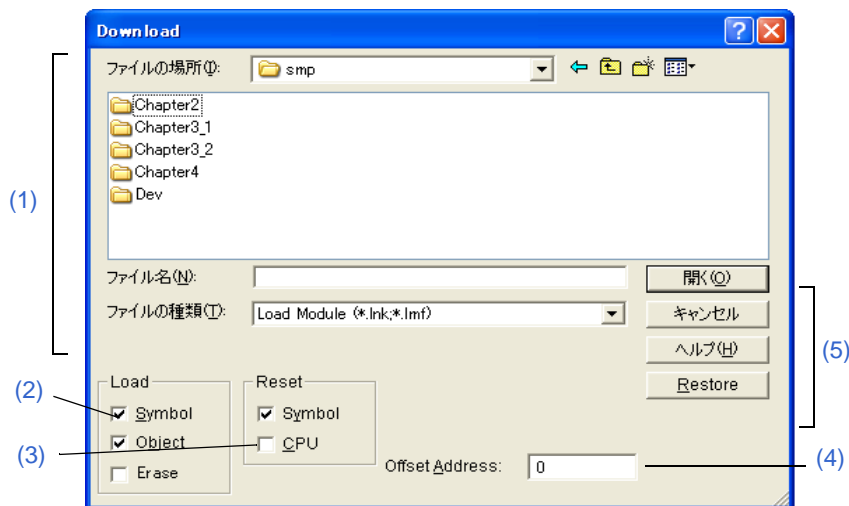 Download
ファイルの場所(I):
smp
Chapter2
Chapter3_1
Chapter3_2
Chapter4
Dev
(1)
ファイル名(N):
開く(O)
ファイルの種類(T):
Load Module (*.lnk;*.lmf)
キャンセル
ヘルプ(H)
(5)
Load
Reset
Restore
(2)
Symbol
Symbol
Object
CPU
(3)
Erase
Offset Address:
0
(4)